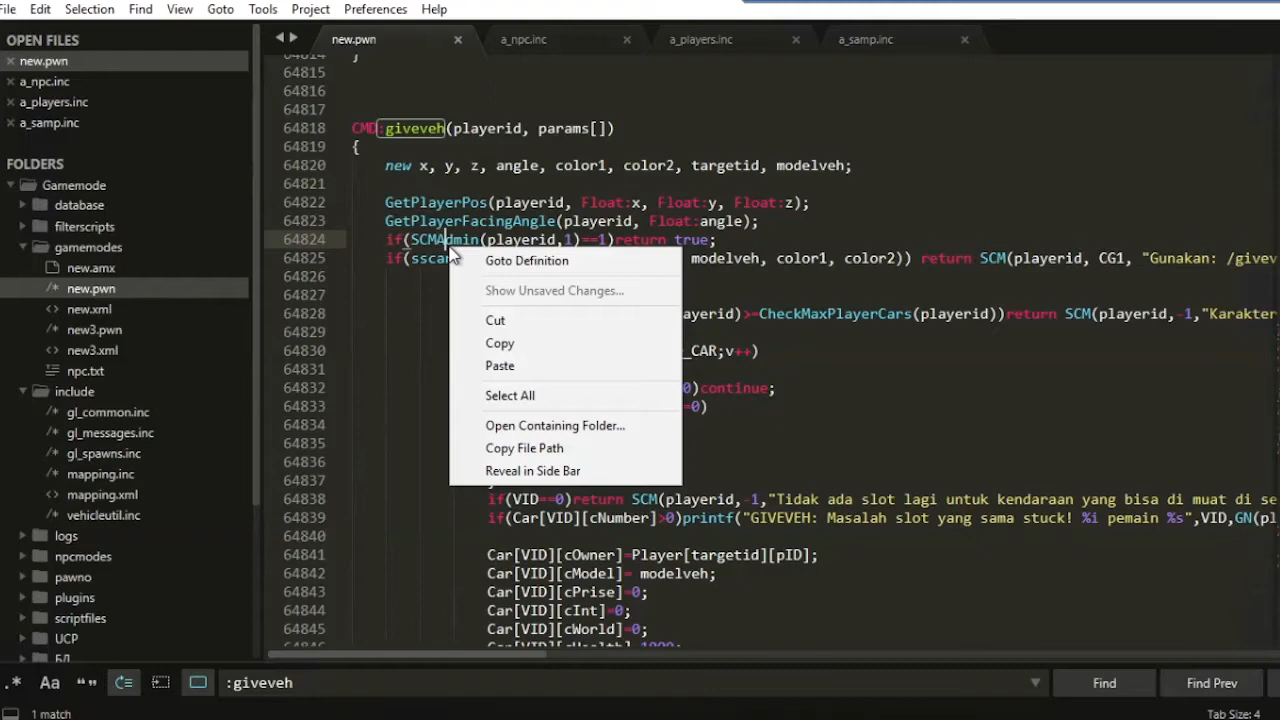 File Edit Selection Find View Goto Tools Project Preferences Help
OPEN FILES
new.pwn
a_npc.inc
a_players.inc
a_samp.inc
FOLDERS
Gamemode
database
filterscripts
gamemodes
new.amx
new.pwn
new.xml
new3.pwn
new3.xml
npc.txt
include
gl_common.inc
gl_messages.inc
gl_spawns.inc
mapping.inc
mapping.xml
vehicleutil.inc
logs
npcmodes
pawno
plugins
scriptfiles
UCP
БД
new.pwn a_npc.inc a_players.inc a_samp.inc
64814 }
64815
64816
64817
64818 CMD:giveveh(playerid, params[])
64819 {
64820 new x, y, z, angle, color1, color2, targetid, modelveh;
64821
64822 GetPlayerPos(playerid, Float:x, Float:y, Float:z);
64823 GetPlayerFacingAngle(playerid, Float:angle);
64824 if(SCMAdmin(playerid,1)==1)return true;
64825 if(sscan modelveh, color1, color2)) return SCM(playerid, CG1, "Gunakan: /givev
64827
64828 ayerid)>=CheckMaxPlayerCars(playerid))return SCM(playerid,-1,"Karakter
64829
64830 _CAR;v++)
64831
64832 0)continue;
64833 =0)
64834
64835
64836
64837
64838 if(VID==0)return SCM(playerid,-1,"Tidak ada slot lagi untuk kendaraan yang bisa di muat di se
64839 if(Car[VID][cNumber]>0)printf("GIVEVEH: Masalah slot yang sama stuck! %i pemain %s",VID,GN(pl
64840
64841 Car[VID][cOwner]=Player[targetid][pID];
64842 Car[VID][cModel]= modelveh;
64843 Car[VID][cPrise]=0;
64844 Car[VID][cInt]=0;
64845 Car[VID][cWorld]=0;
Goto Definition
Show Unsaved Changes...
Cut
Copy
Paste
Select All
Open Containing Folder...
Copy File Path
Reveal in Side Bar
.* Aa “” :giveveh Find Find Prev
1 match Tab Size: 4